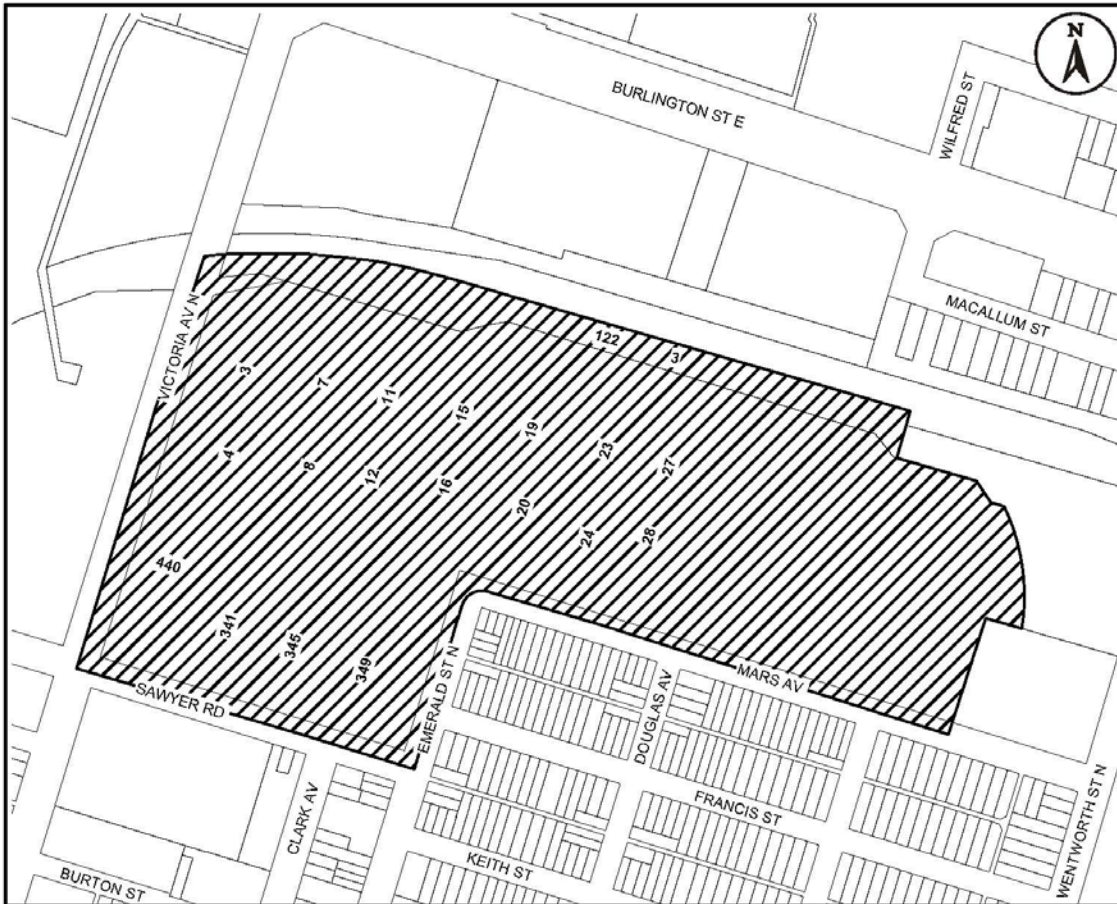 N
BURLINGTON ST E
WILFRED ST
MACALLUM ST
VICTORIA AV N
122
3
3
7
11
15
19
23
27
4
8
12
16
20
24
28
440
341
345
349
SAWYER RD
EMERALD ST N
MARS AV
DOUGLAS AV
CLARK AV
FRANCIS ST
KEITH ST
WENTWORTH ST N
BURTON ST